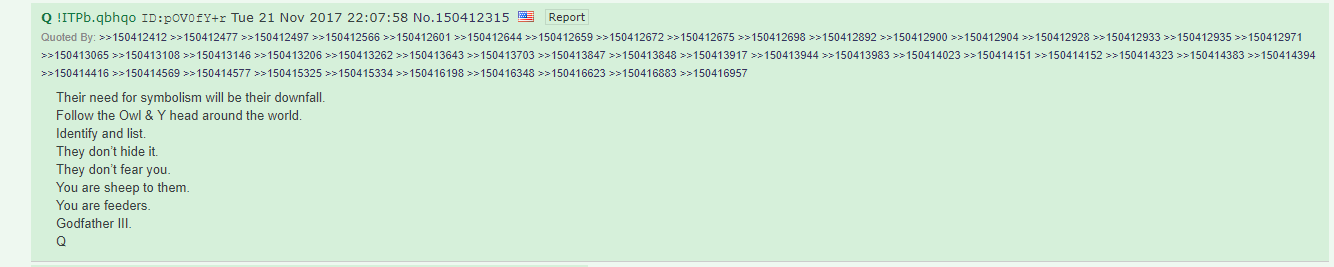 Q !ITPb.qbhqo ID:pOV0fY+r Tue 21 Nov 2017 22:07:58 No.150412315 Report
Quoted By: >>150412412 >>150412477 >>150412497 >>150412566 >>150412601 >>150412644 >>150412659 >>150412672 >>150412675 >>150412698 >>150412892 >>150412900 >>150412904 >>150412928 >>150412933 >>150412935 >>150412971
>>150413065 >>150413108 >>150413146 >>150413206 >>150413262 >>150413643 >>150413703 >>150413847 >>150413848 >>150413917 >>150413944 >>150413983 >>150414023 >>150414151 >>150414152 >>150414323 >>150414383 >>150414394
>>150414416 >>150414569 >>150414577 >>150415325 >>150415334 >>150416198 >>150416348 >>150416623 >>150416883 >>150416957
Their need for symbolism will be their downfall.
Follow the Owl & Y head around the world.
Identify and list.
They don’t hide it.
They don’t fear you.
You are sheep to them.
You are feeders.
Godfather III.
Q